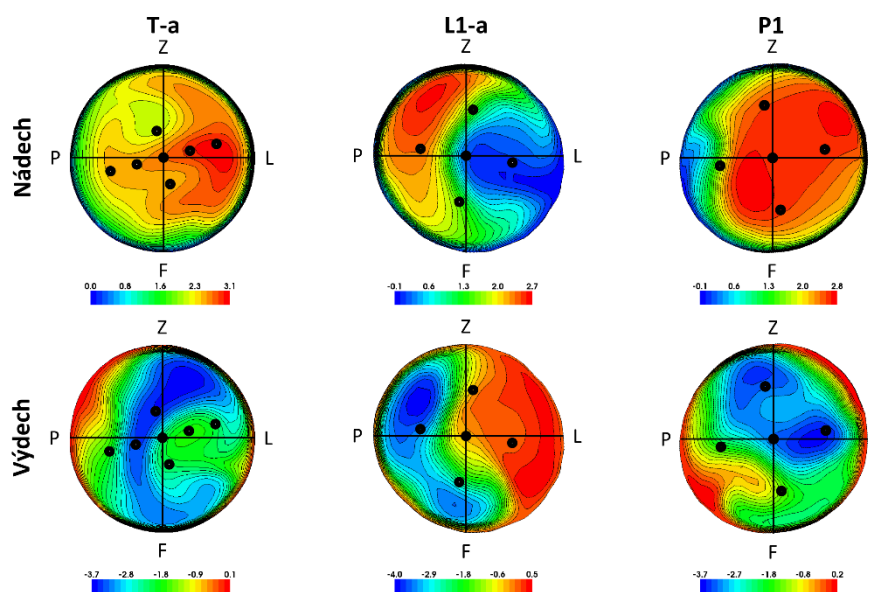 T-a L1-a P1
Z Z Z
Nádech
P L P L P L
F F F
0.0 0.8 1.6 2.3 3.1 -0.1 0.6 1.3 2.0 2.7 -0.1 0.6 1.3 2.0 2.8
Z Z Z
Výdech
P L P L P L
F F F
-3.7 -2.8 -1.8 -0.9 0.1 -4.0 -2.9 -1.8 -0.6 0.5 -3.7 -2.7 -1.8 -0.8 0.2